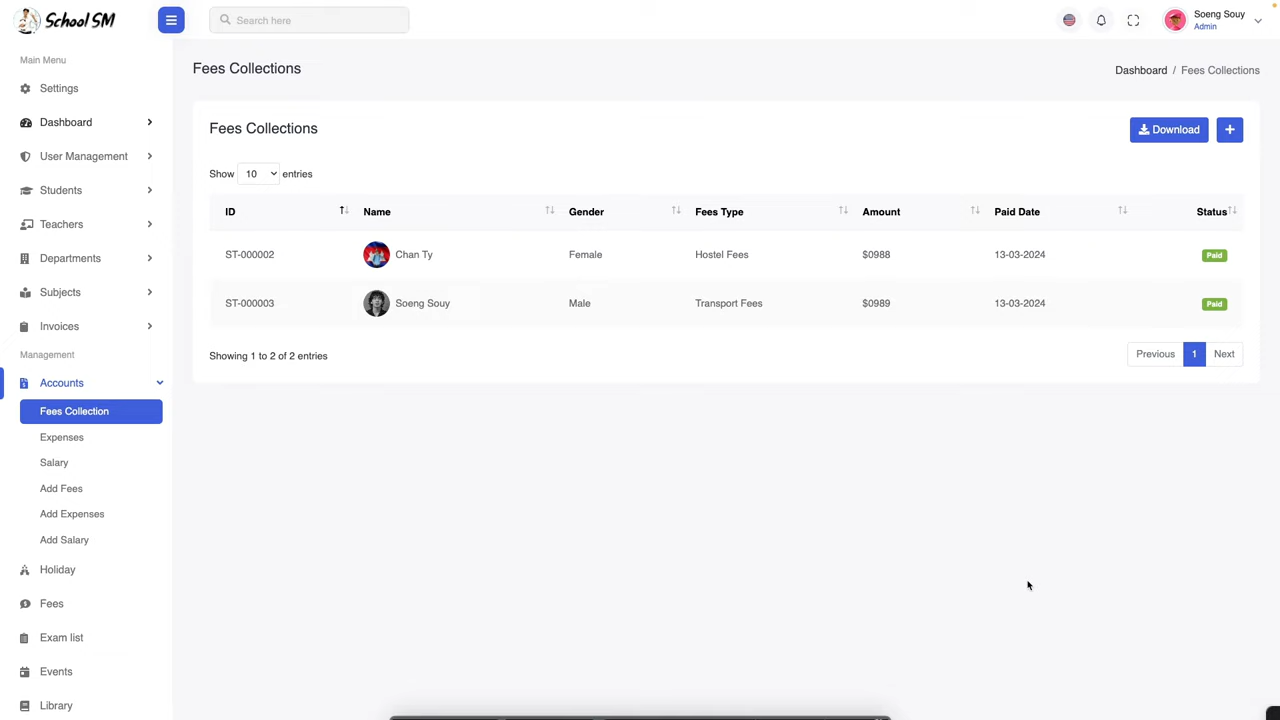 School SM
Search here
Soeng Souy
Admin
Main Menu
Settings
Dashboard
User Management
Students
Teachers
Departments
Subjects
Invoices
Management
Accounts
Fees Collection
Expenses
Salary
Add Fees
Add Expenses
Add Salary
Holiday
Fees
Exam list
Events
Library
Fees Collections
Dashboard / Fees Collections
Fees Collections
Download
Show 10 entries
ID Name Gender Fees Type Amount Paid Date Status
ST-000002 Chan Ty Female Hostel Fees $0988 13-03-2024 Paid
ST-000003 Soeng Souy Male Transport Fees $0989 13-03-2024 Paid
Showing 1 to 2 of 2 entries
Previous 1 Next